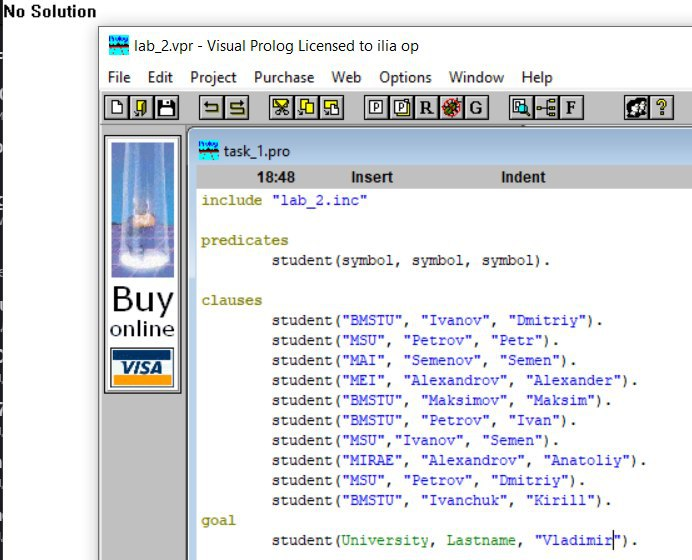 No Solution
lab_2.vpr - Visual Prolog Licensed to ilia op
File Edit Project Purchase Web Options Window Help
P R G F
task_1.pro
18:48 Insert Indent
include "lab_2.inc"
predicates
student(symbol, symbol, symbol).
clauses
student("BMSTU", "Ivanov", "Dmitriy").
student("MSU", "Petrov", "Petr").
student("MAI", "Semenov", "Semen").
student("MEI", "Alexandrov", "Alexander").
student("BMSTU", "Maksimov", "Maksim").
student("BMSTU", "Petrov", "Ivan").
student("MSU","Ivanov", "Semen").
student("MIRAE", "Alexandrov", "Anatoliy").
student("MSU", "Petrov", "Dmitriy").
student("BMSTU", "Ivanchuk", "Kirill").
goal
student(University, Lastname, "Vladimir").
Buy
online
VISA